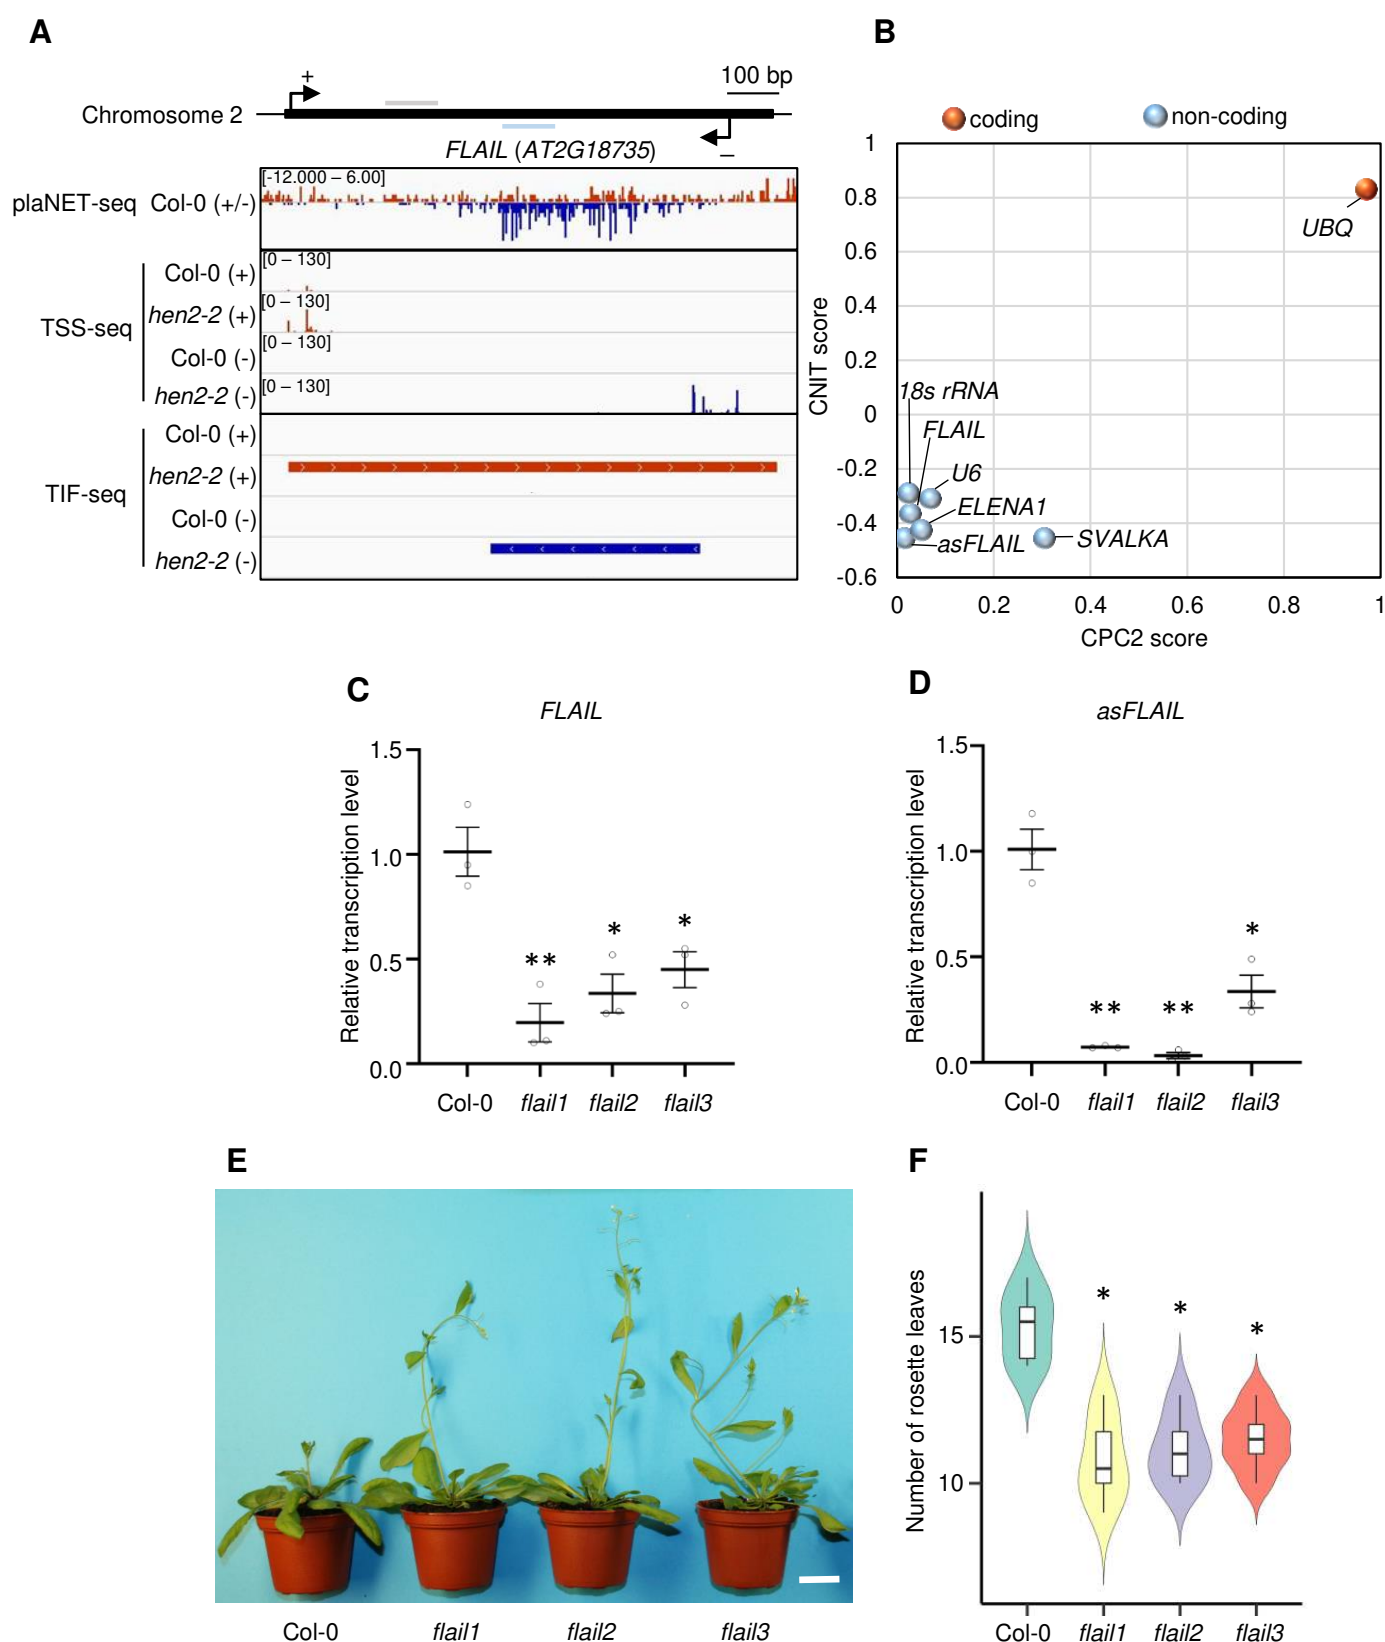 A
+
100 bp
Chromosome 2
FLAIL (AT2G18735)
–
plaNET-seq Col-0 (+/-)
[-12.000 – 6.00]
TSS-seq
Col-0 (+)
[0 – 130]
hen2-2 (+)
[0 – 130]
Col-0 (-)
[0 – 130]
hen2-2 (-)
[0 – 130]
TIF-seq
Col-0 (+)
hen2-2 (+)
Col-0 (-)
hen2-2 (-)
B
coding
non-coding
CNIT score
1
0.8
0.6
0.4
0.2
0
-0.2
-0.4
-0.6
UBQ
18s rRNA
FLAIL
U6
ELENA1
asFLAIL
SVALKA
0 0.2 0.4 0.6 0.8 1
CPC2 score
C
FLAIL
Relative transcription level
1.5
1.0
0.5
0.0
**
*
*
Col-0 flail1 flail2 flail3
D
asFLAIL
Relative transcription level
1.5
1.0
0.5
0.0
**
**
*
Col-0 flail1 flail2 flail3
E
Col-0 flail1 flail2 flail3
F
Number of rosette leaves
15
10
*
*
*
Col-0 flail1 flail2 flail3